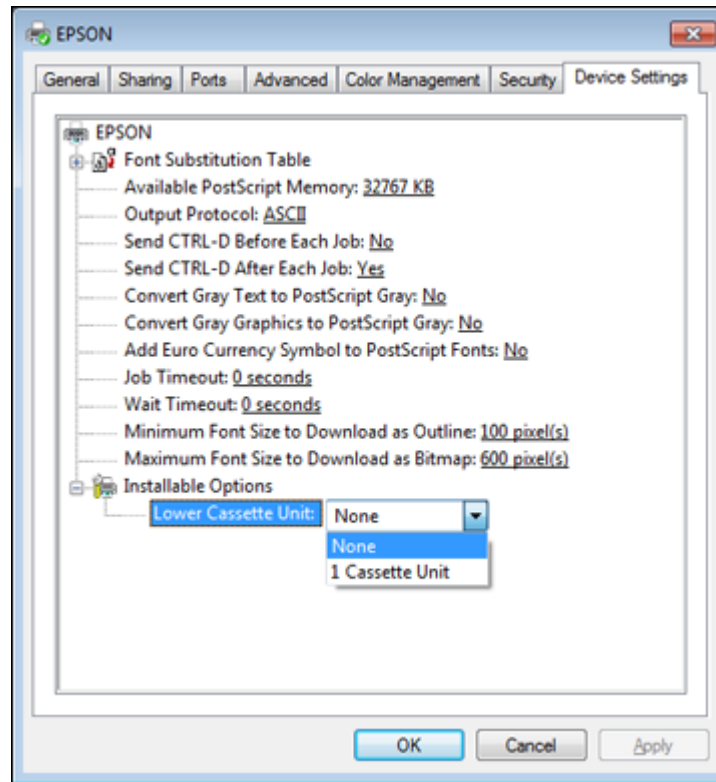 EPSON
General Sharing Ports Advanced Color Management Security Device Settings
EPSON
Font Substitution Table
Available PostScript Memory: 32767 KB
Output Protocol: ASCII
Send CTRL-D Before Each Job: No
Send CTRL-D After Each Job: Yes
Convert Gray Text to PostScript Gray: No
Convert Gray Graphics to PostScript Gray: No
Add Euro Currency Symbol to PostScript Fonts: No
Job Timeout: 0 seconds
Wait Timeout: 0 seconds
Minimum Font Size to Download as Outline: 100 pixel(s)
Maximum Font Size to Download as Bitmap: 600 pixel(s)
Installable Options
Lower Cassette Unit: None
None
1 Cassette Unit
OK Cancel Apply